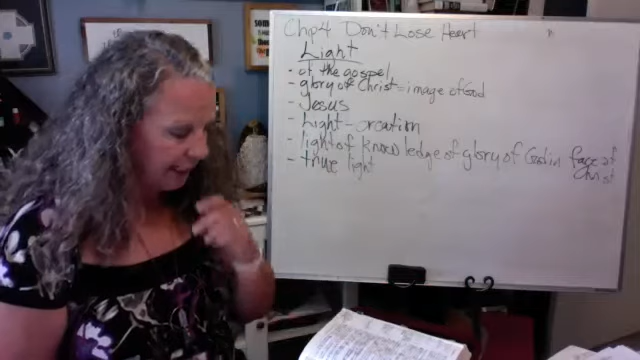 Chp 4 Don't Lose Heart
Light
- of the gospel
- glory of Christ = image of God
- Jesus
- Light - creation
- light of knowledge of glory of God in face of Christ
- true light